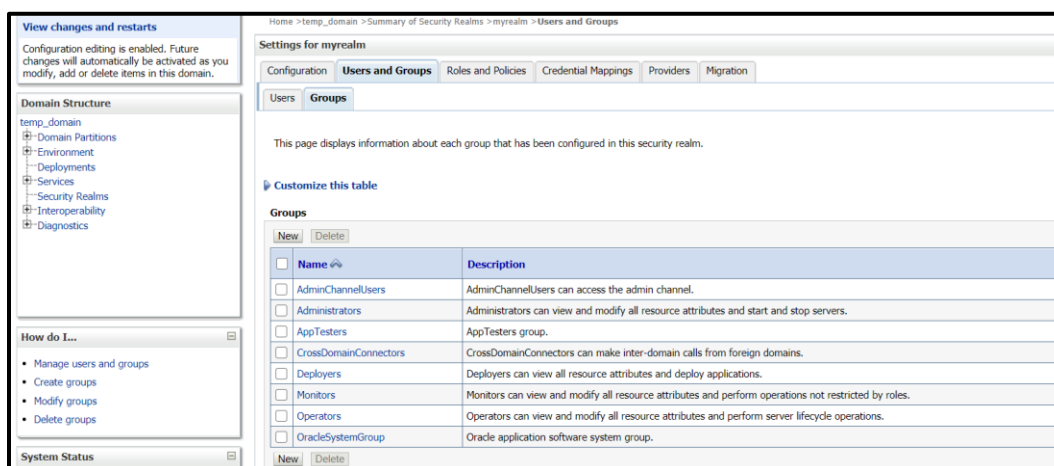 View changes and restarts
Configuration editing is enabled. Future
changes will automatically be activated as you
modify, add or delete items in this domain.
Domain Structure
temp_domain
Domain Partitions
Environment
Deployments
Services
Security Realms
Interoperability
Diagnostics
How do I...
Manage users and groups
Create groups
Modify groups
Delete groups
System Status
Home >temp_domain >Summary of Security Realms >myrealm >Users and Groups
Settings for myrealm
Configuration Users and Groups Roles and Policies Credential Mappings Providers Migration
Users Groups
This page displays information about each group that has been configured in this security realm.
Customize this table
Groups
New Delete
Name Description
AdminChannelUsers AdminChannelUsers can access the admin channel.
Administrators Administrators can view and modify all resource attributes and start and stop servers.
AppTesters AppTesters group.
CrossDomainConnectors CrossDomainConnectors can make inter-domain calls from foreign domains.
Deployers Deployers can view all resource attributes and deploy applications.
Monitors Monitors can view and modify all resource attributes and perform operations not restricted by roles.
Operators Operators can view and modify all resource attributes and perform server lifecycle operations.
OracleSystemGroup Oracle application software system group.
New Delete